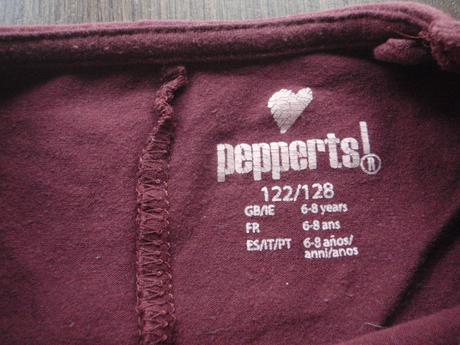 pepperts! ®
122/128
GB/IE 6-8 years
FR 6-8 ans
ES/IT/PT 6-8 años/
anni/anos